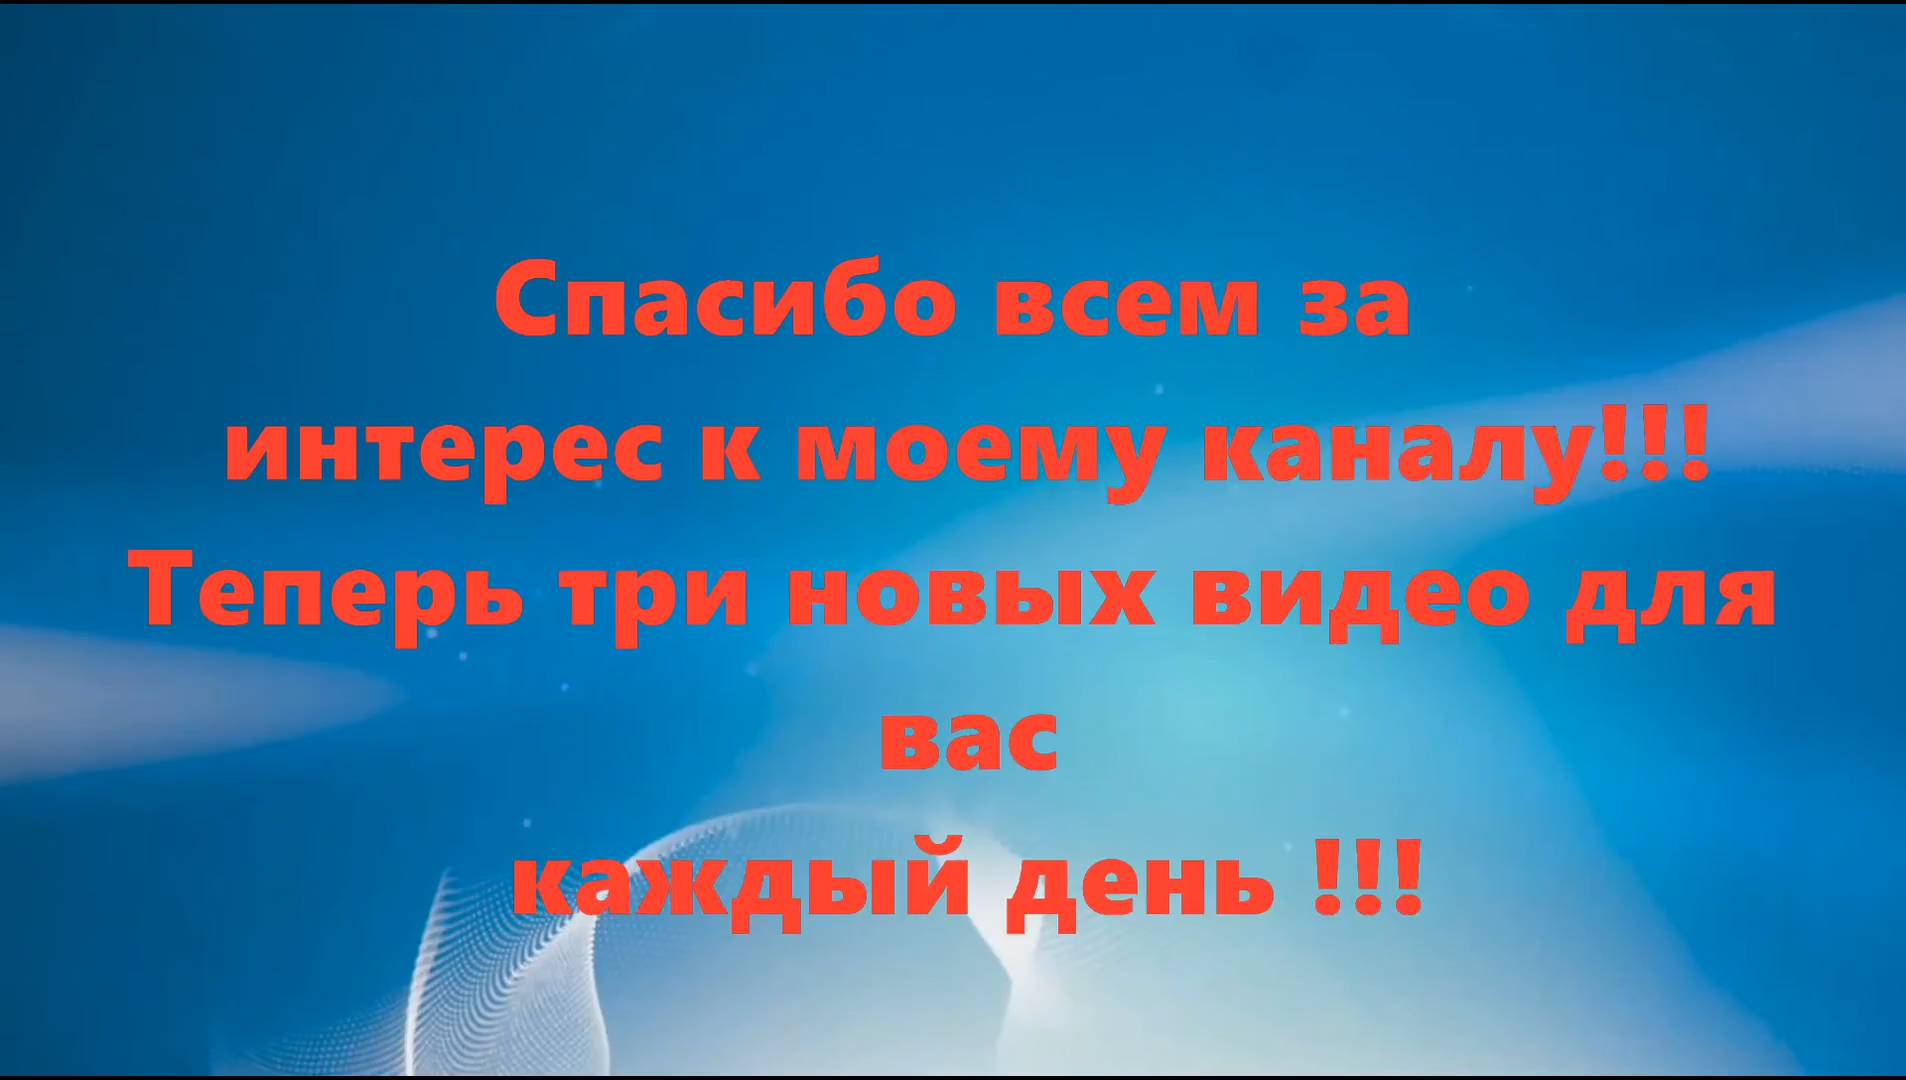 Спасибо всем за
интерес к моему каналу!!!
Теперь три новых видео для
вас
каждый день !!!